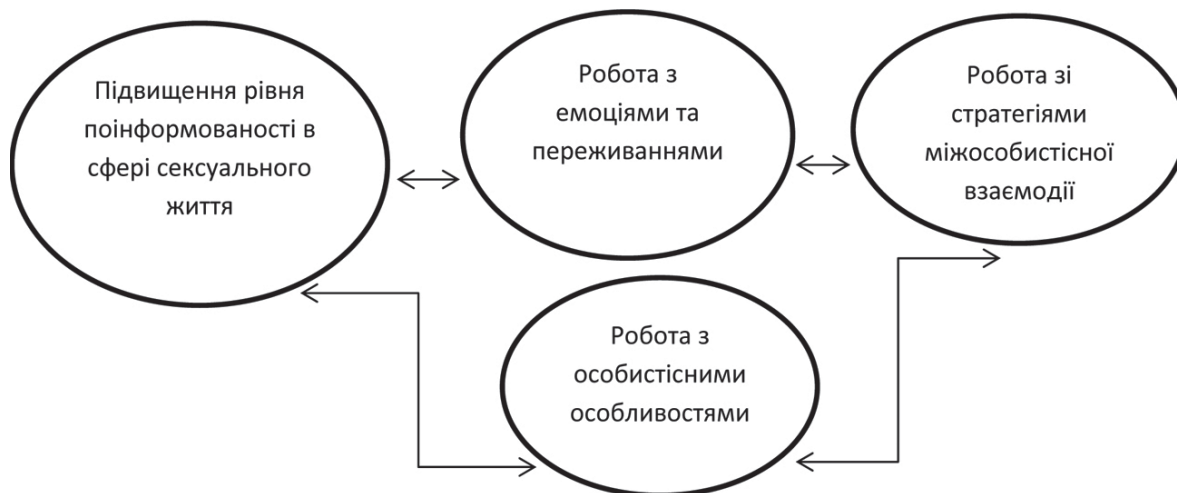 Підвищення рівня
поінформованості в
сфері сексуального
життя
Робота з
емоціями та
переживаннями
Робота зі
стратегіями
міжособистісної
взаємодії
Робота з
особистісними
особливостями